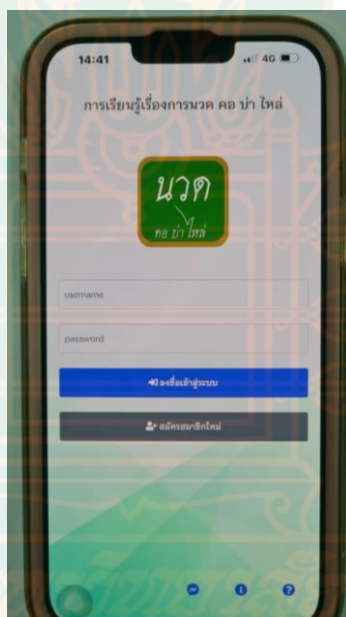 14:41
4G
การเรียนรู้เรื่องการนวด คอ บ่า ใหล่
นวด
คอ บ่า ใหล่
username
password
ลงชื่อเข้าสู่ระบบ
สมัครสมาชิกใหม่